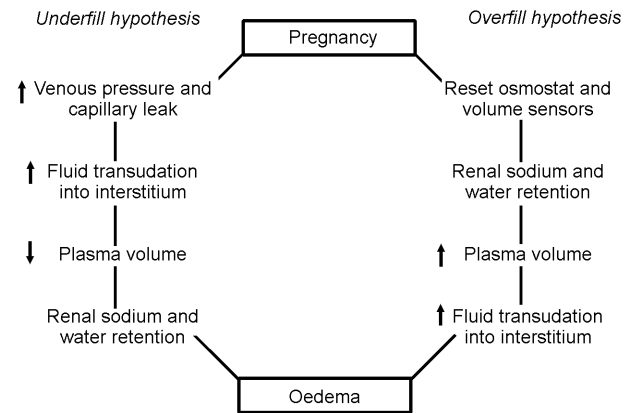 Underfill hypothesis
Overfill hypothesis
Pregnancy
Venous pressure and
capillary leak
Reset osmostat and
volume sensors
Fluid transudation
into interstitium
Renal sodium and
water retention
Plasma volume
Plasma volume
Renal sodium and
water retention
Fluid transudation
into interstitium
Oedema